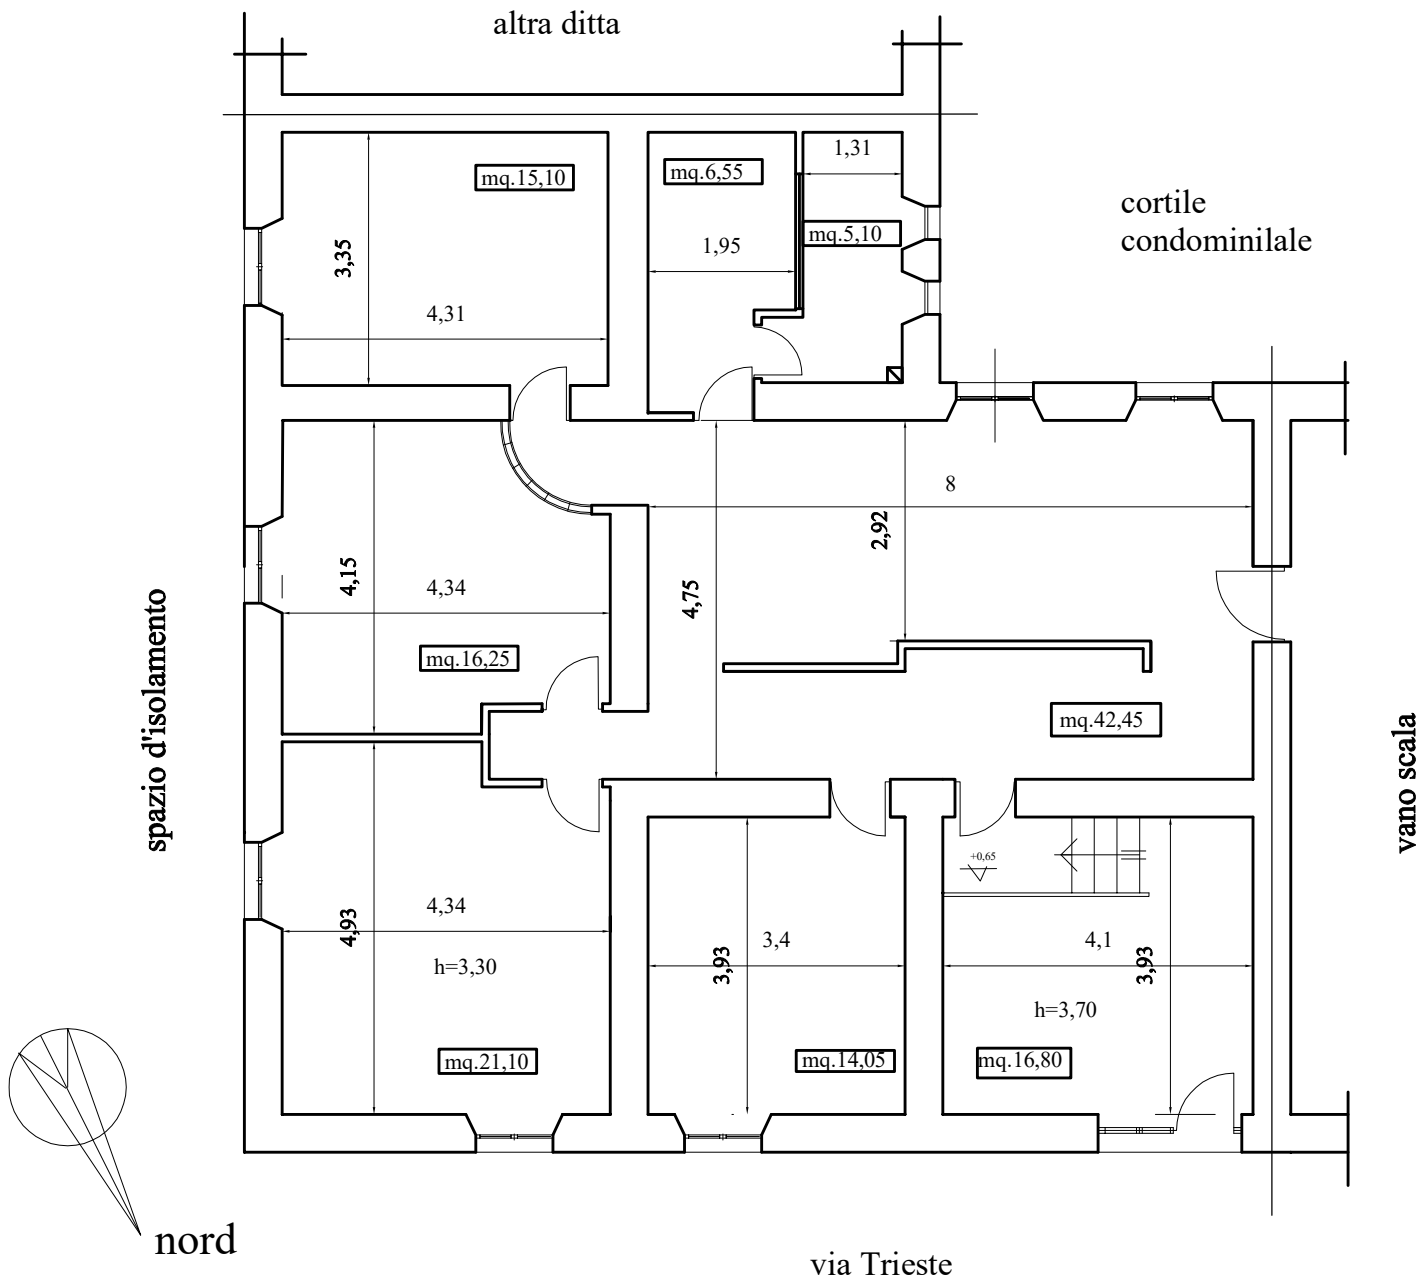 altra ditta
1,31
mq.15,10
mq.6,55
cortile
condominilale
mq.5,10
3,35
1,95
4,31
8
2,92
4,15
4,34
4,75
mq.16,25
spazio d'isolamento
mq.42,45
vano scala
+0,65
4,34
4,93
3,4
3,93
4,1
3,93
h=3,30
h=3,70
mq.21,10
mq.14,05
mq.16,80
nord
via Trieste